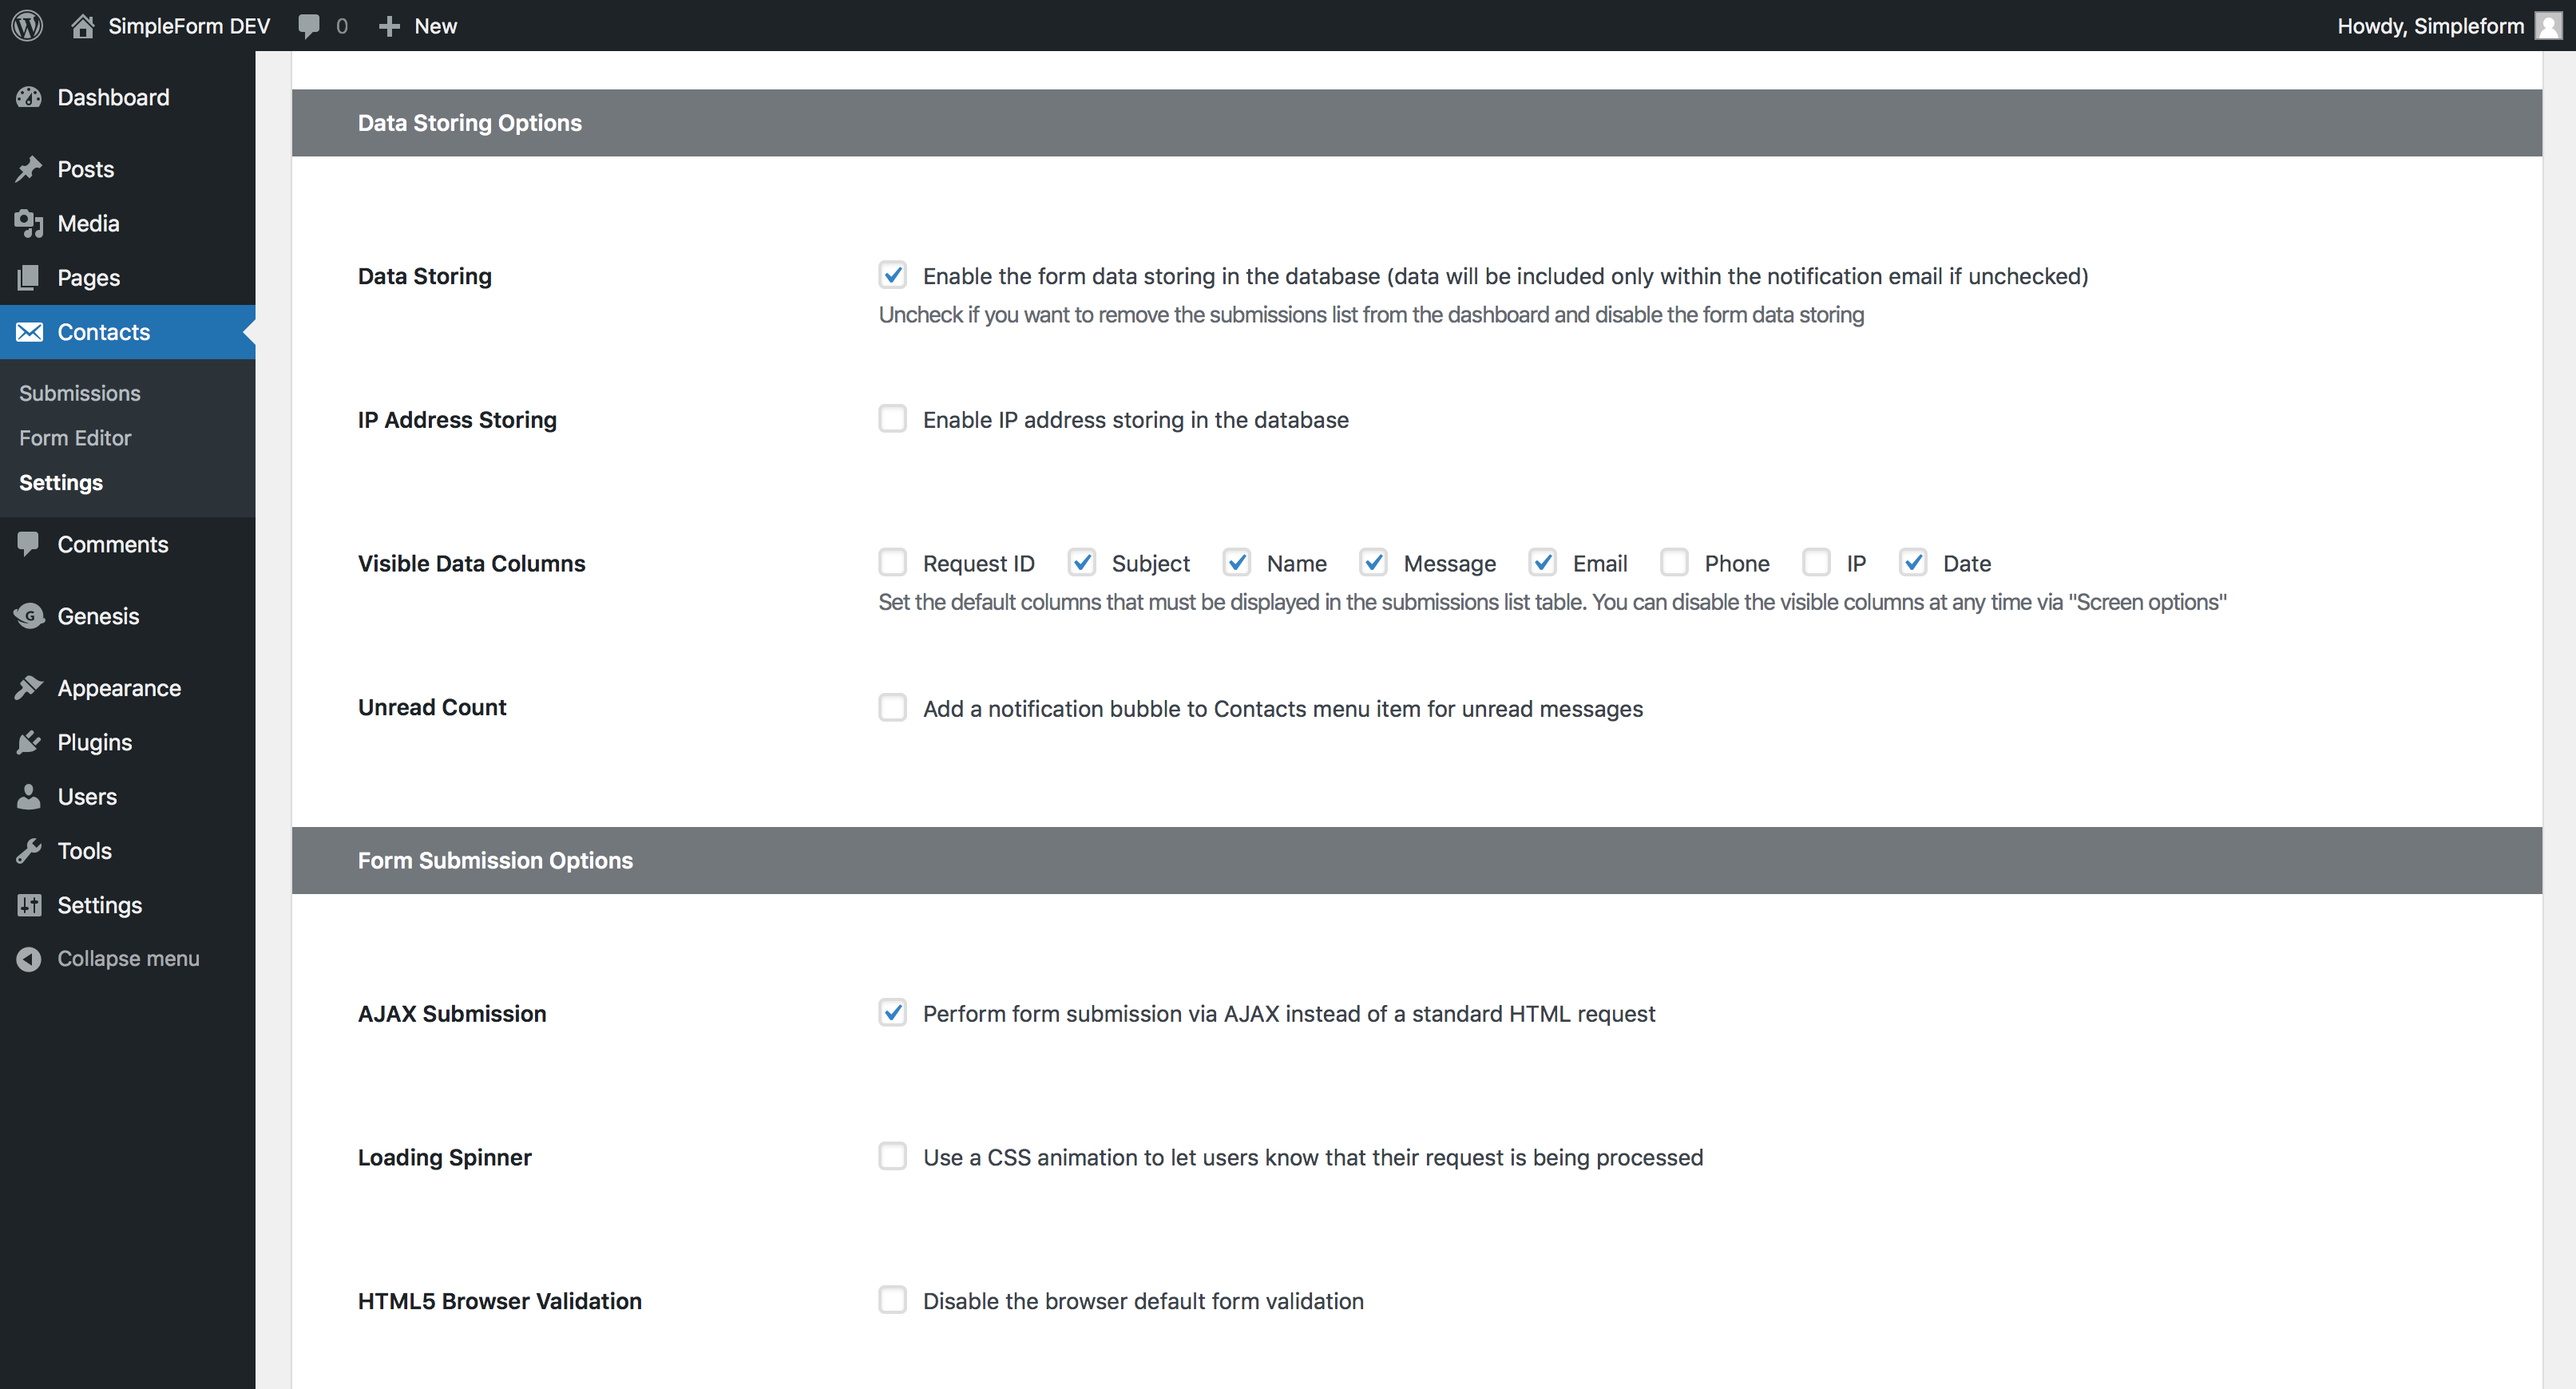 SimpleForm DEV 0 New Howdy, Simpleform
Dashboard
Posts
Media
Pages
Contacts
Submissions
Form Editor
Settings
Comments
Genesis
Appearance
Plugins
Users
Tools
Settings
Collapse menu
Data Storing Options
Data Storing Enable the form data storing in the database (data will be included only within the notification email if unchecked)
Uncheck if you want to remove the submissions list from the dashboard and disable the form data storing
IP Address Storing Enable IP address storing in the database
Visible Data Columns Request ID Subject Name Message Email Phone IP Date
Set the default columns that must be displayed in the submissions list table. You can disable the visible columns at any time via "Screen options"
Unread Count Add a notification bubble to Contacts menu item for unread messages
Form Submission Options
AJAX Submission Perform form submission via AJAX instead of a standard HTML request
Loading Spinner Use a CSS animation to let users know that their request is being processed
HTML5 Browser Validation Disable the browser default form validation